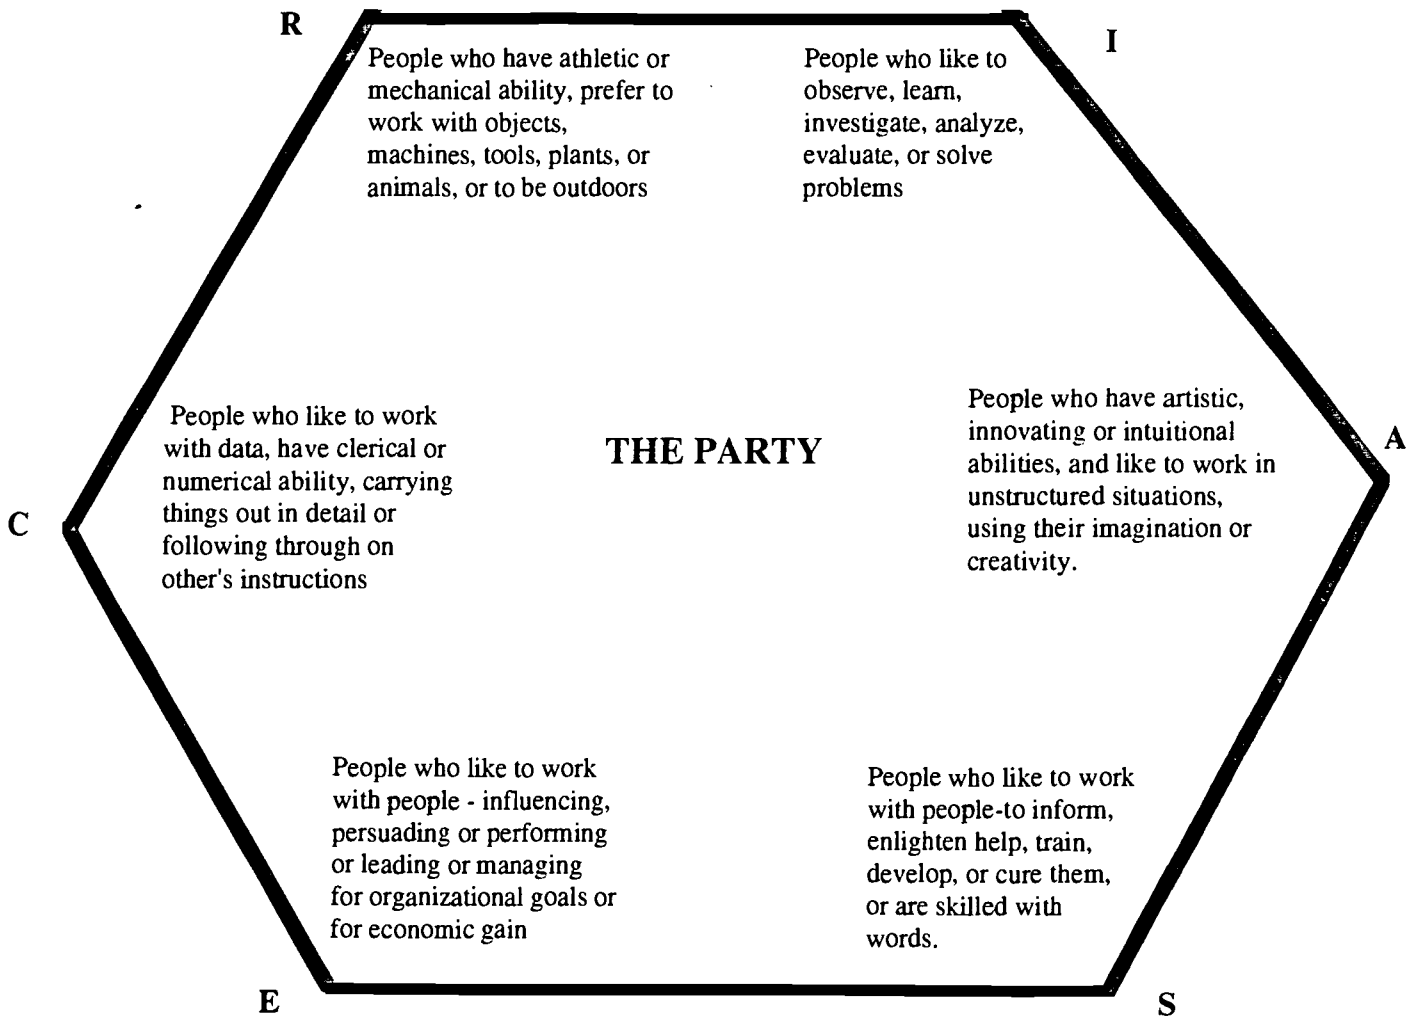 R
I
People who have athletic or
mechanical ability, prefer to
work with objects,
machines, tools, plants, or
animals, or to be outdoors
People who like to
observe, learn,
investigate, analyze,
evaluate, or solve
problems
People who like to work
with data, have clerical or
numerical ability, carrying
things out in detail or
following through on
other's instructions
C
THE PARTY
People who have artistic,
innovating or intuitional
abilities, and like to work in
unstructured situations,
using their imagination or
creativity.
A
People who like to work
with people - influencing,
persuading or performing
or leading or managing
for organizational goals or
for economic gain
E
People who like to work
with people-to inform,
enlighten help, train,
develop, or cure them,
or are skilled with
words.
S